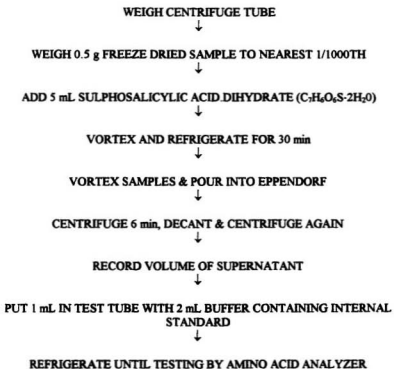 WEIGH CENTRIFUGE TUBE
↓
WEIGH 0.5 g FREEZE DRIED SAMPLE TO NEAREST 1/1000TH
↓
ADD 5 mL SULPHOSALICYLIC ACID DIHYDRATE (C₇H₆O₆S-2H₂0)
↓
VORTEX AND REFRIGERATE FOR 30 min
↓
VORTEX SAMPLES & POUR INTO EPPENDORF
↓
CENTRIFUGE 6 min, DECANT & CENTRIFUGE AGAIN
↓
RECORD VOLUME OF SUPERNATANT
↓
PUT 1 mL IN TEST TUBE WITH 2 mL BUFFER CONTAINING INTERNAL
STANDARD
↓
REFRIGERATE UNTIL TESTING BY AMINO ACID ANALYZER